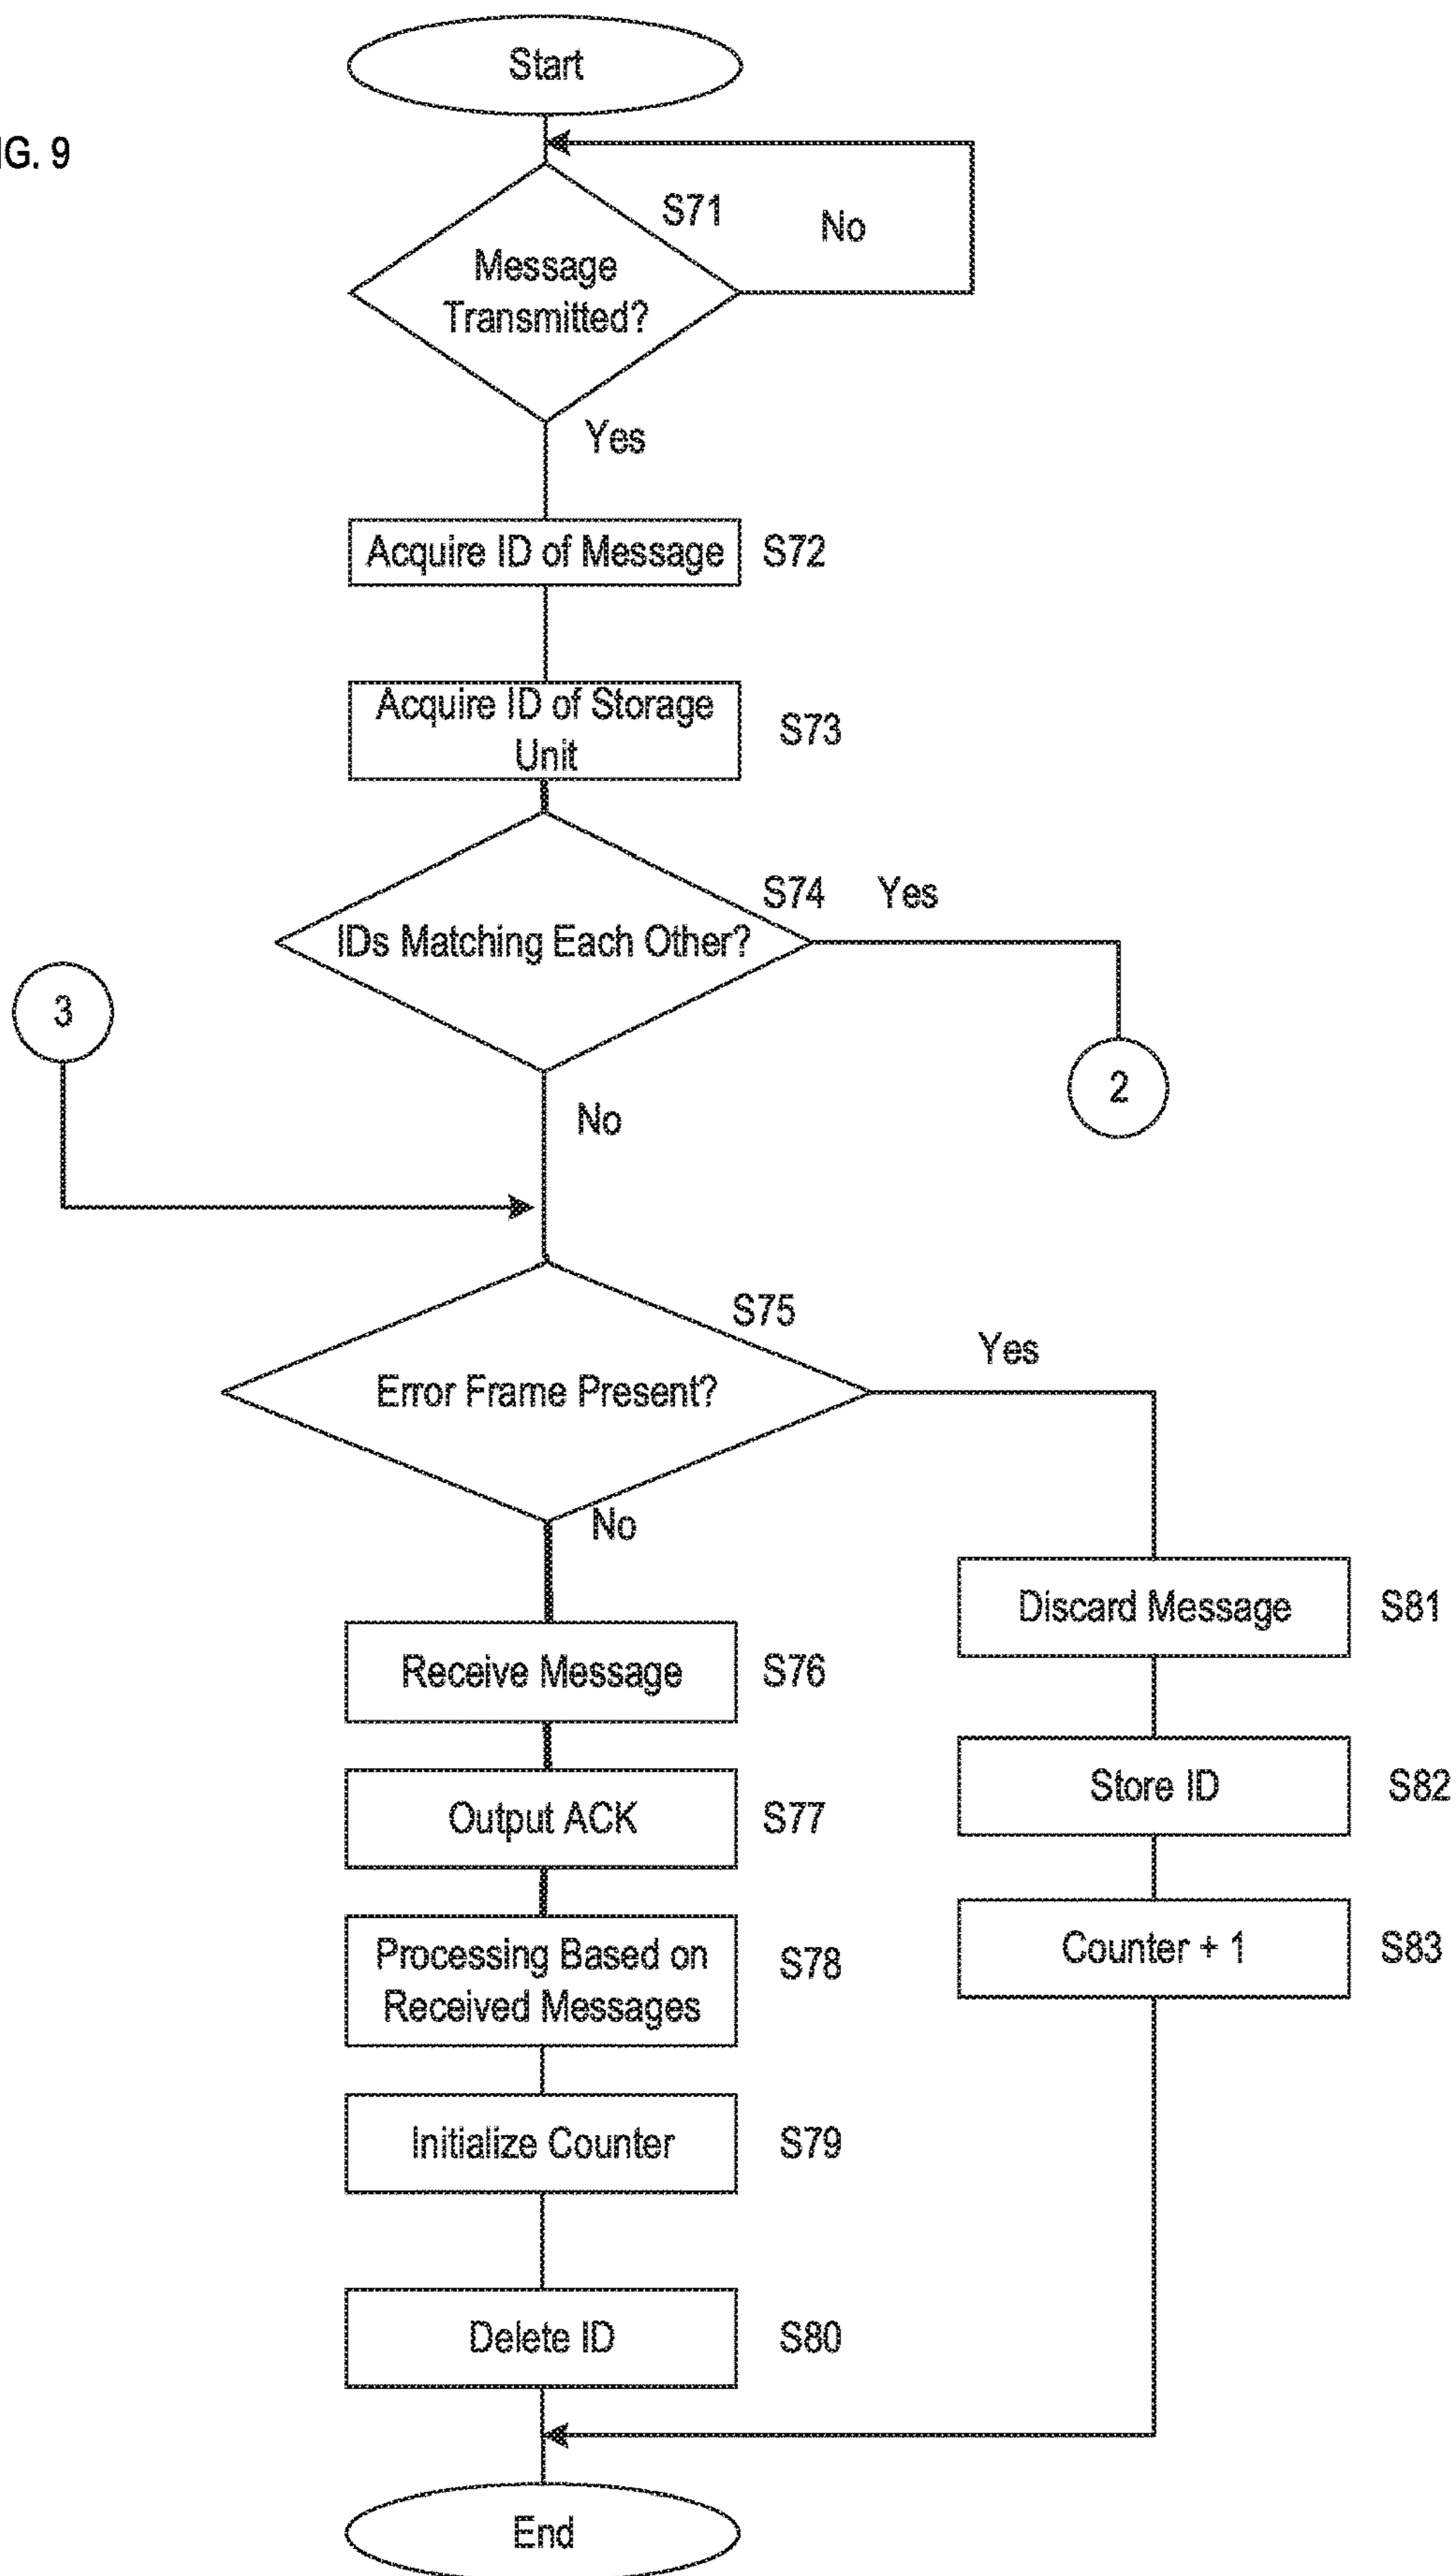 Start
IG. 9
S71
No
Message
Transmitted?
Yes
Acquire ID of Message
S72
Acquire ID of Storage
Unit
S73
S74
Yes
IDs Matching Each Other?
3
2
No
S75
Yes
Error Frame Present?
No
Discard Message
S81
Receive Message
S76
Store ID
S82
Output ACK
S77
Counter + 1
S83
Processing Based on
Received Messages
S78
Initialize Counter
S79
Delete ID
S80
End